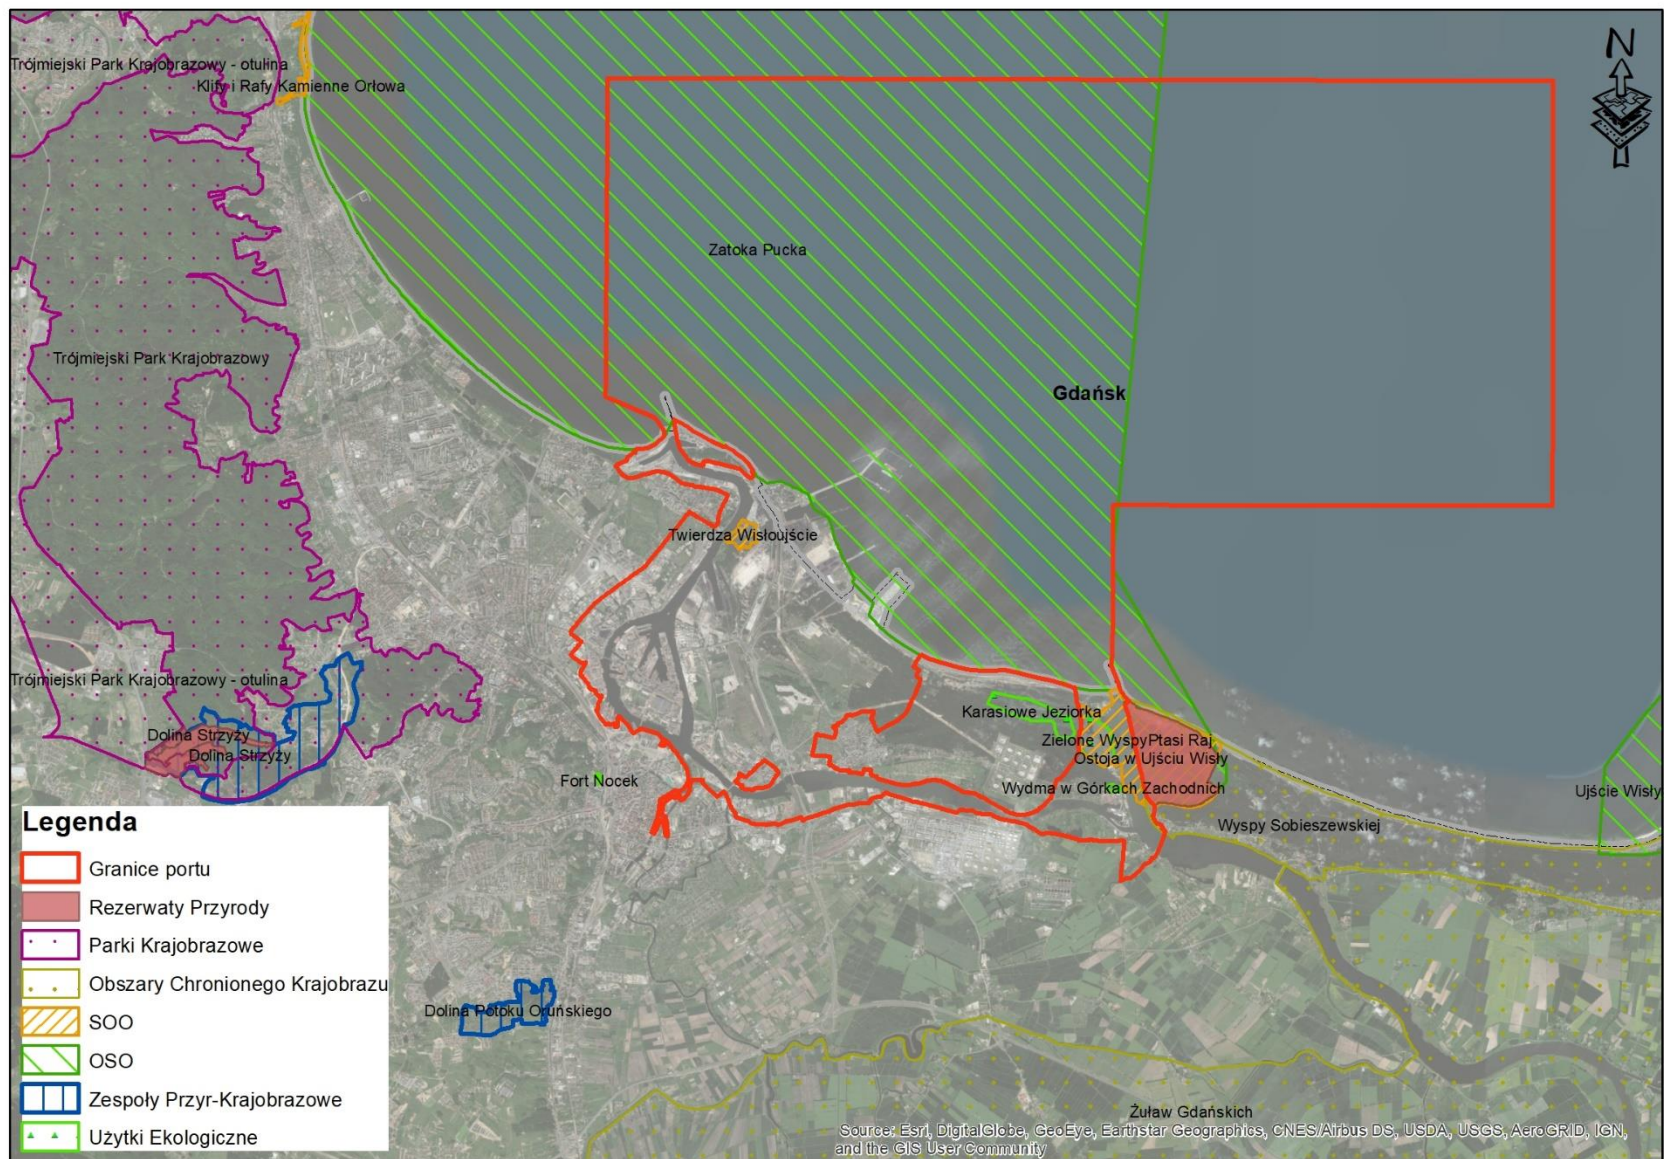 N
Trójmiejski Park Krajobrazowy - otulina
Klify i Rafy Kamienne Orłowa
Zatoka Pucka
Trójmiejski Park Krajobrazowy
Gdańsk
Twierdza Wisłoujście
Trójmiejski Park Krajobrazowy - otulina
Karasiowe Jeziorka
Dolina Strzyży
Zielone Wyspy
Ptasi Raj
Dolina Strzyży
Ostoja w Ujściu Wisły
Fort Nocek
Wydma w Górkach Zachodnich
Ujście Wisły
Wyspy Sobieszewskiej
Legenda
Granice portu
Rezerwaty Przyrody
Parki Krajobrazowe
Obszary Chronionego Krajobrazu
SOO
OSO
Zespoły Przyr-Krajobrazowe
Użytki Ekologiczne
Dolina Potoku Oruńskiego
Żuław Gdańskich
Source: Esri, DigitalGlobe, GeoEye, Earthstar Geographics, CNES/Airbus DS, USDA, USGS, AeroGRID, IGN,
and the GIS User Community